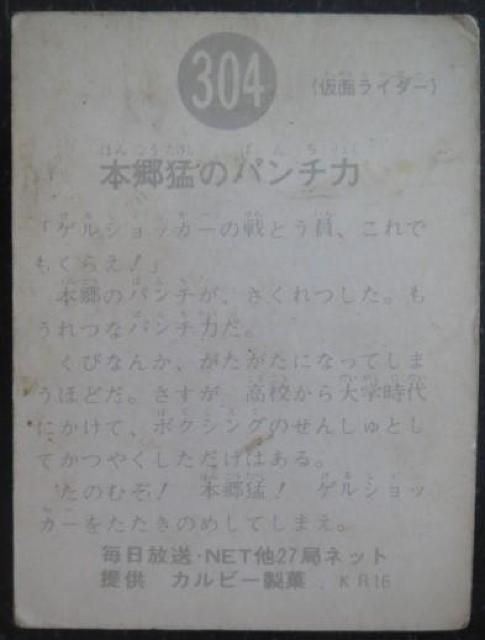 304
(仮面ライダー)
本郷猛のパンチ力
「ゲルショッカーの戦とう員、これで
もくらえ!」
本郷のパンチが、さくれつした。も
うれつなパンチ力だ。
くびなんか、がたがたになってしま
うほどだ。さすが、高校から大学時代
にかけて、ボクシングのせんしゅとし
てかつやくしただけはある。
たのむぞ! 本郷猛! ゲルショッ
カーをたたきのめしてしまえ。
毎日放送・NET他27局ネット
提供 カルビー製菓 KR16